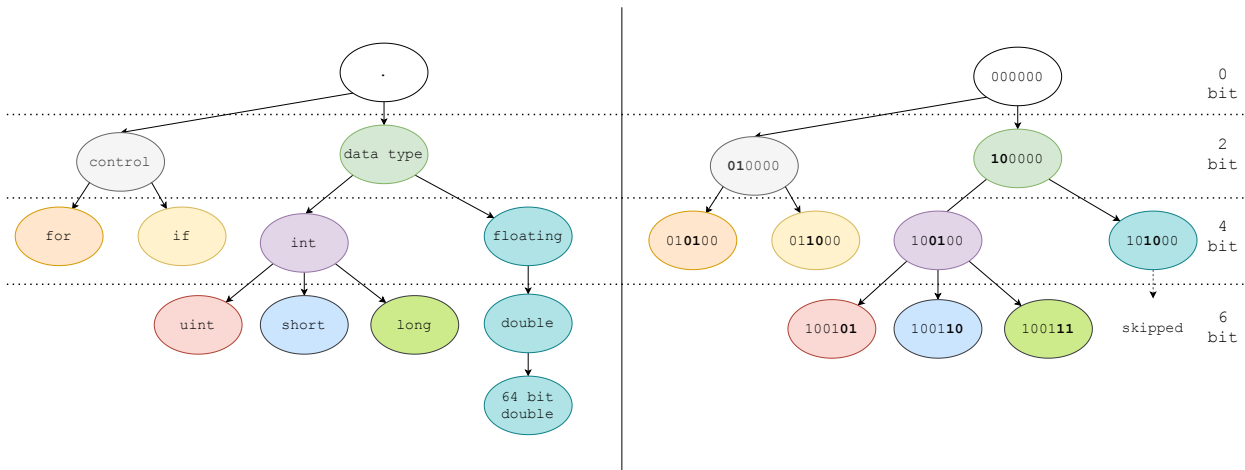 .
control
data type
for
if
int
floating
uint
short
long
double
64 bit
double
000000
0
bit
010000
100000
2
bit
010100
011000
100100
101000
4
bit
100101
100110
100111
skipped
6
bit